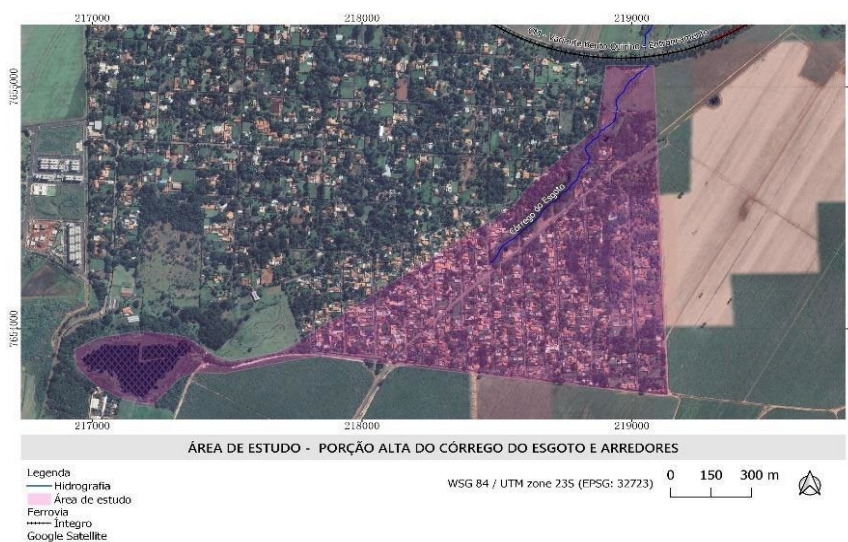 217000 218000 219000
7655000
Córrego do Esgoto
7654000
217000 218000 219000
ÁREA DE ESTUDO - PORÇÃO ALTA DO CÓRREGO DO ESGOTO E ARREDORES
Legenda
Hidrografia
Área de estudo
Ferrovia
Íntegro
Google Satellite
WSG 84 / UTM zone 23S (EPSG: 32723)
0 150 300 m